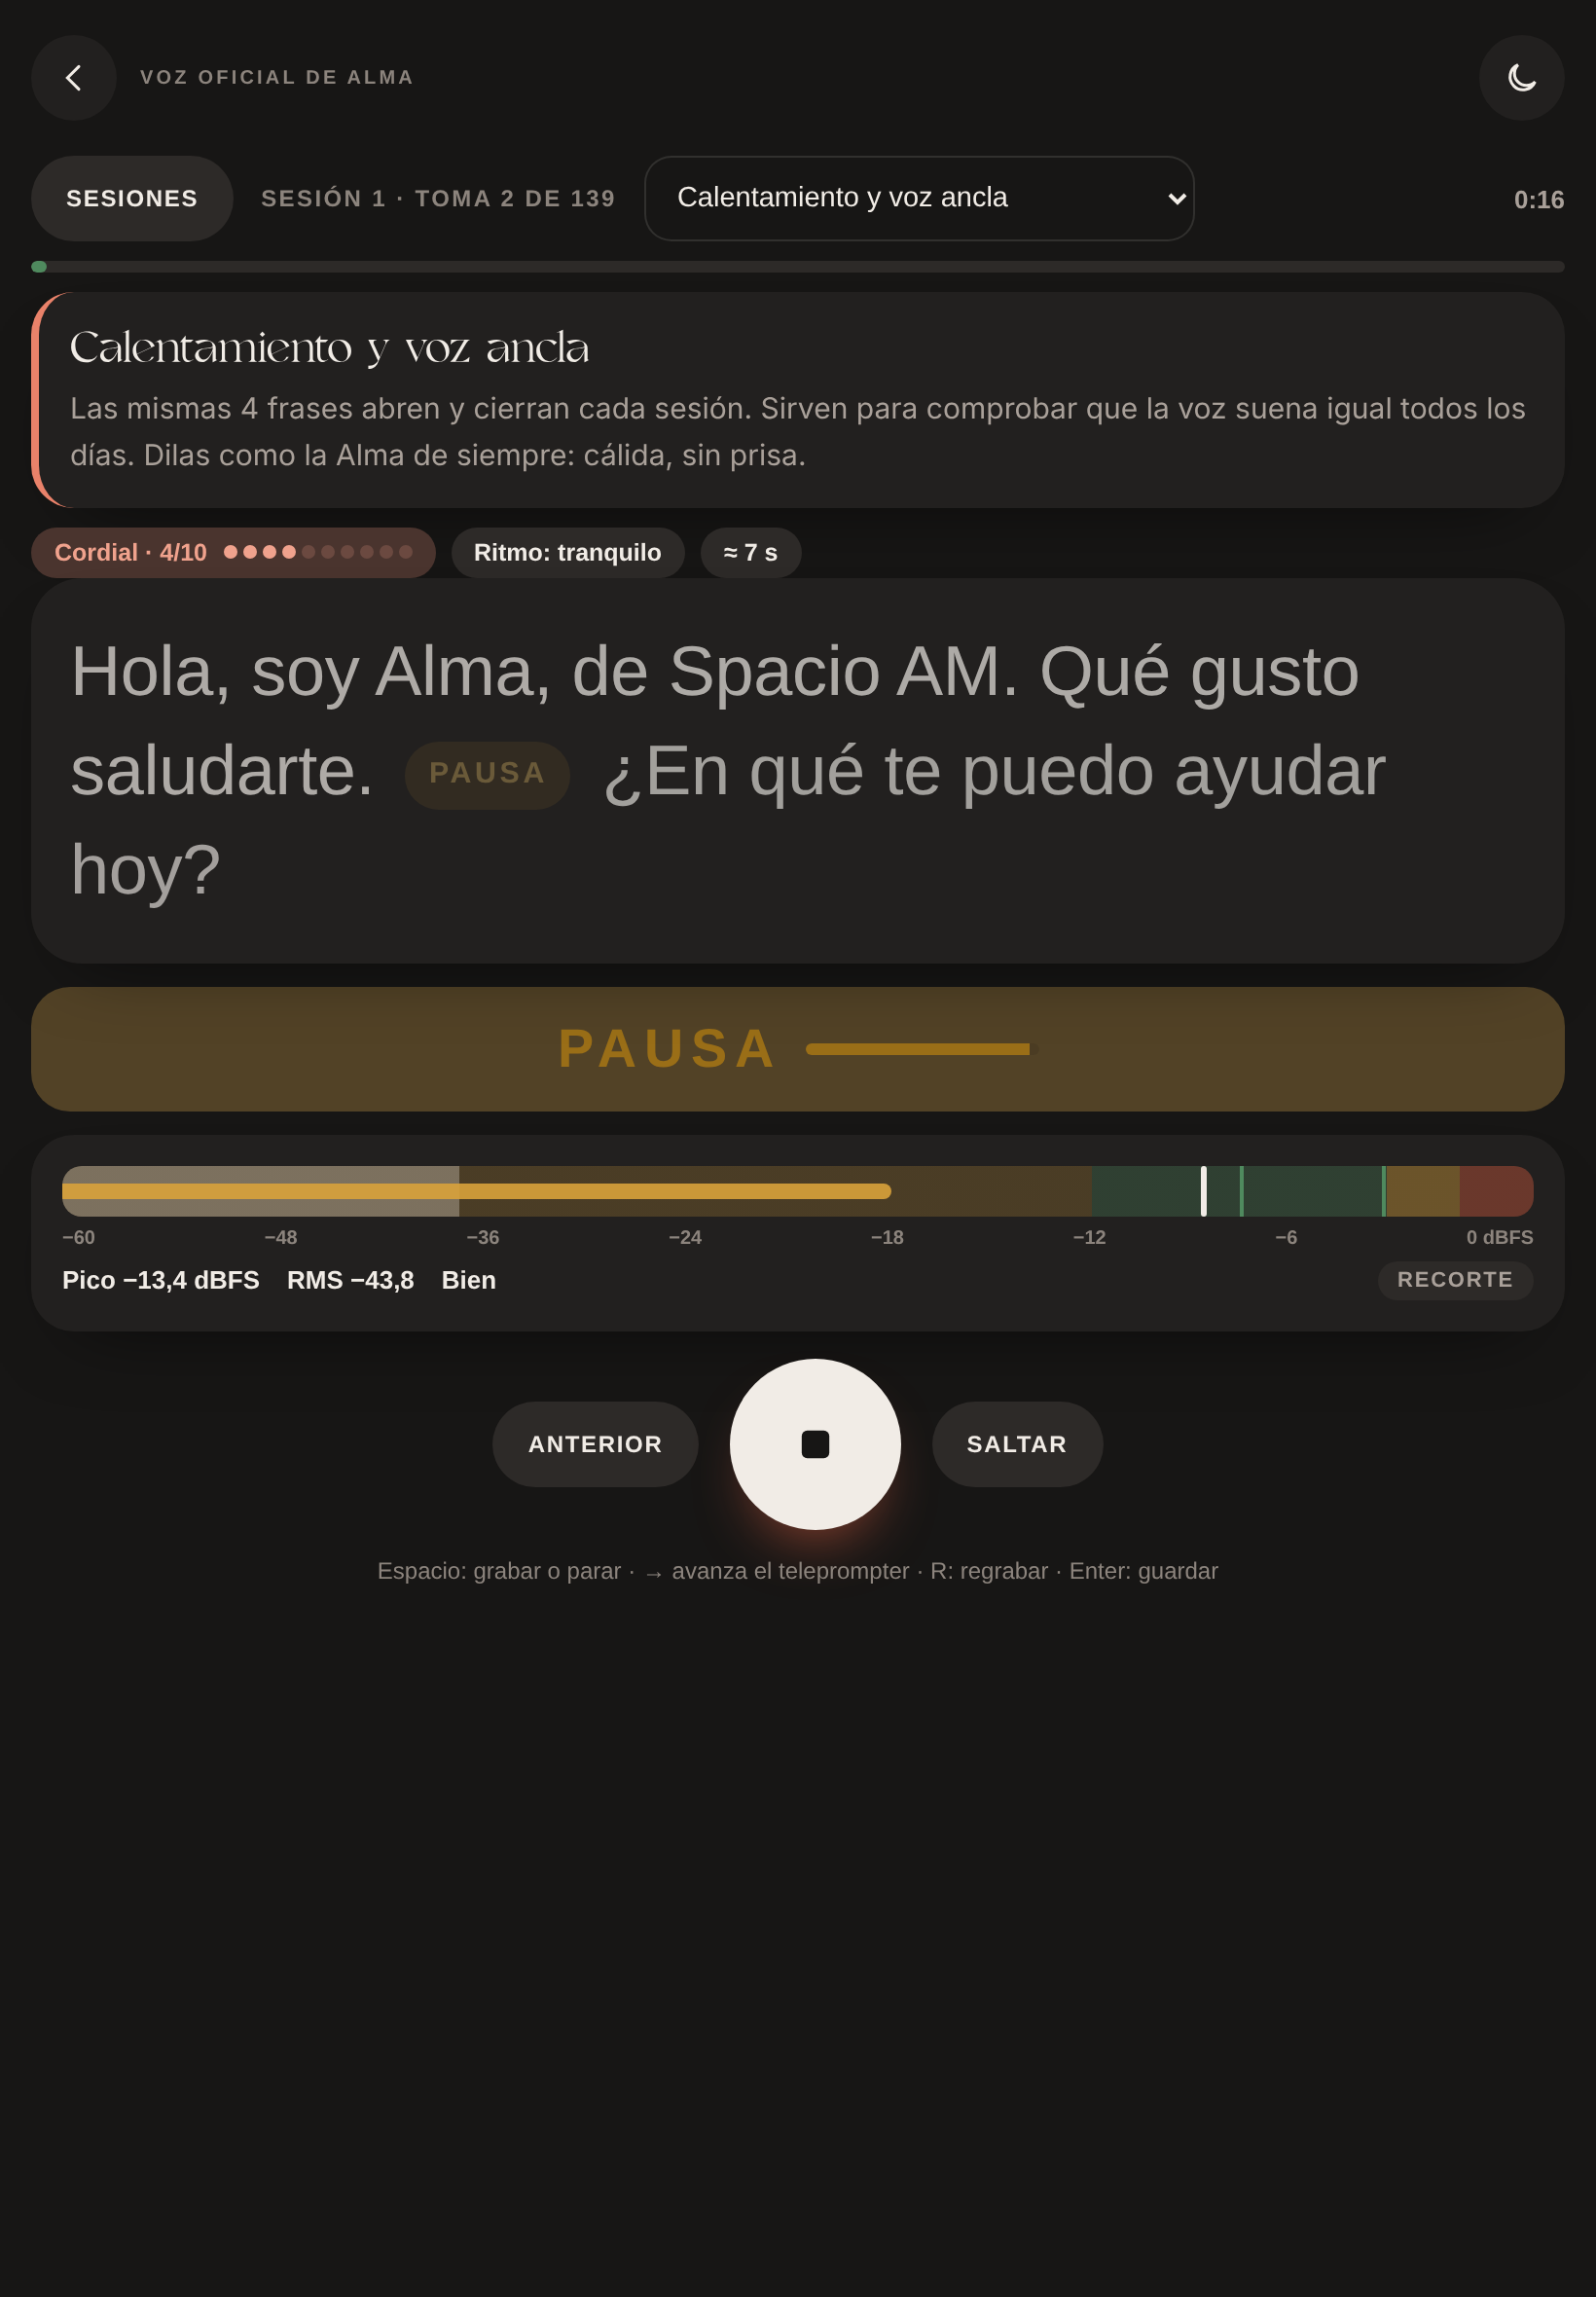 VOZ OFICIAL DE ALMA
SESIONES
SESIÓN 1 · TOMA 2 DE 139
Calentamiento y voz ancla
0:16
Calentamiento y voz ancla
Las mismas 4 frases abren y cierran cada sesión. Sirven para comprobar que la voz suena igual todos los
días. Dilas como la Alma de siempre: cálida, sin prisa.
Cordial · 4/10
Ritmo: tranquilo
≈ 7 s
Hola, soy Alma, de Spacio AM. Qué gusto
saludarte. PAUSA ¿En qué te puedo ayudar
hoy?
PAUSA
−60 −48 −36 −24 −18 −12 −6 0 dBFS
Pico −13,4 dBFS RMS −43,8 Bien
RECORTE
ANTERIOR
SALTAR
Espacio: grabar o parar · → avanza el teleprompter · R: regrabar · Enter: guardar